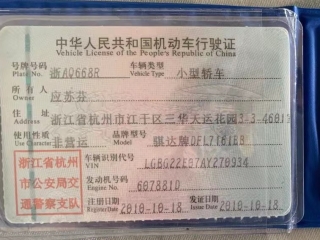 中华人民共和国机动车行驶证
Vehicle License of the People's Republic of China
号牌号码 浙AQ668R 车辆类型 小型轿车
Plate No. Vehicle Type
所有人 应苏芬
Owner
住址 浙江省杭州市江干区三华天运花园3-3-4601
Address
使用性质 非营运 品牌型号 骐达牌DFL7161BB
Use Character Model
浙江省杭州市公安局交通警察支队
车辆识别代号 LGBG22E07AY270934
VIN
发动机号码 607881D
Engine No.
注册日期 2010-10-18 发证日期 2010-10-18
Register Date Issue Date